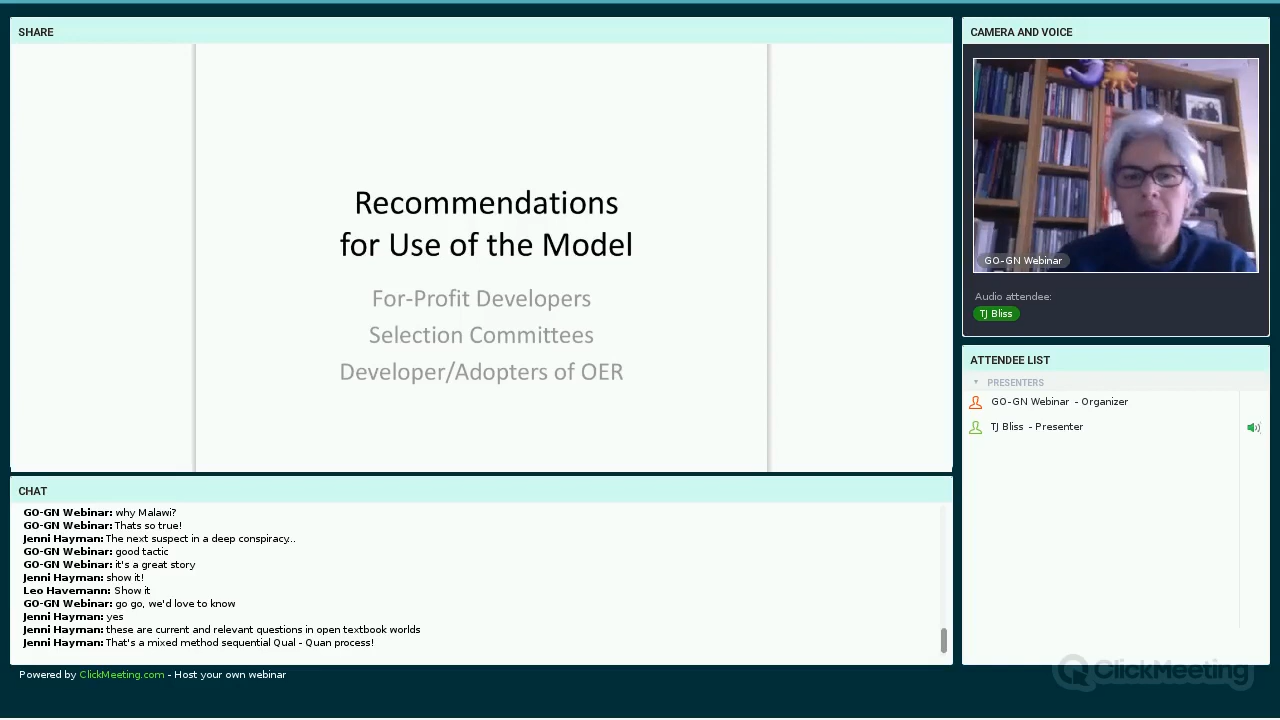 SHARE
Recommendations
for Use of the Model
For-Profit Developers
Selection Committees
Developer/Adopters of OER
CHAT
GO-GN Webinar: why Malawi?
GO-GN Webinar: Thats so true!
Jenni Hayman: The next suspect in a deep conspiracy...
GO-GN Webinar: good tactic
GO-GN Webinar: it's a great story
Jenni Hayman: show it!
Leo Havemann: Show it
GO-GN Webinar: go go, we'd love to know
Jenni Hayman: yes
Jenni Hayman: these are current and relevant questions in open textbook worlds
Jenni Hayman: That's a mixed method sequential Qual - Quan process!
Powered by ClickMeeting.com - Host your own webinar
CAMERA AND VOICE
GO-GN Webinar
Audio attendee:
TJ Bliss
ATTENDEE LIST
PRESENTERS
GO-GN Webinar - Organizer
TJ Bliss - Presenter
ClickMeeting